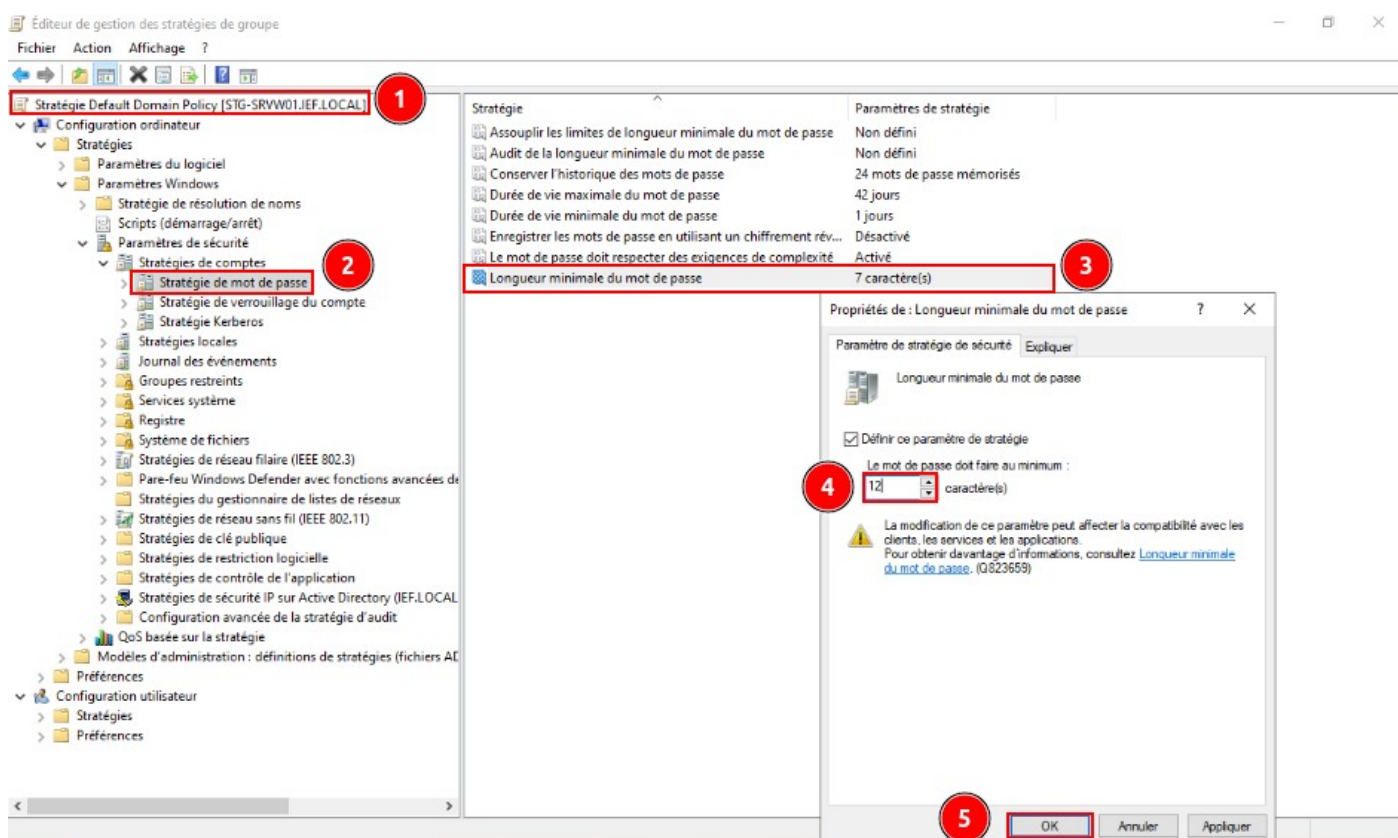 Éditeur de gestion des stratégies de groupe
Fichier Action Affichage ?
Stratégie Default Domain Policy [STG-SRVW01.IEF.LOCAL]
1
Configuration ordinateur
Stratégies
Paramètres du logiciel
Paramètres Windows
Stratégie de résolution de noms
Scripts (démarrage/arrêt)
Paramètres de sécurité
Stratégies de comptes
2
Stratégie de mot de passe
Stratégie de verrouillage du compte
Stratégie Kerberos
Stratégies locales
Journal des événements
Groupes restreints
Services système
Registre
Système de fichiers
Stratégies de réseau filaire (IEEE 802.3)
Pare-feu Windows Defender avec fonctions avancées de
Stratégies du gestionnaire de listes de réseaux
Stratégies de réseau sans fil (IEEE 802.11)
Stratégies de clé publique
Stratégies de restriction logicielle
Stratégies de contrôle de l'application
Stratégies de sécurité IP sur Active Directory (IEF.LOCAL
Configuration avancée de la stratégie d'audit
QoS basée sur la stratégie
Modèles d'administration : définitions de stratégies (fichiers AD
Préférences
Configuration utilisateur
Stratégies
Préférences
Stratégie Paramètres de stratégie
Assouplir les limites de longueur minimale du mot de passe Non défini
Audit de la longueur minimale du mot de passe Non défini
Conserver l'historique des mots de passe 24 mots de passe mémorisés
Durée de vie maximale du mot de passe 42 jours
Durée de vie minimale du mot de passe 1 jours
Enregistrer les mots de passe en utilisant un chiffrement rév... Désactivé
Le mot de passe doit respecter des exigences de complexité Activé
3
Longueur minimale du mot de passe 7 caractère(s)
Propriétés de : Longueur minimale du mot de passe ?
Paramètre de stratégie de sécurité Expliquer
Longueur minimale du mot de passe
Définir ce paramètre de stratégie
Le mot de passe doit faire au minimum :
4
12 caractère(s)
La modification de ce paramètre peut affecter la compatibilité avec les
clients, les services et les applications.
Pour obtenir davantage d'informations, consultez Longueur minimale
du mot de passe. (Q823659)
5
OK Annuler Appliquer